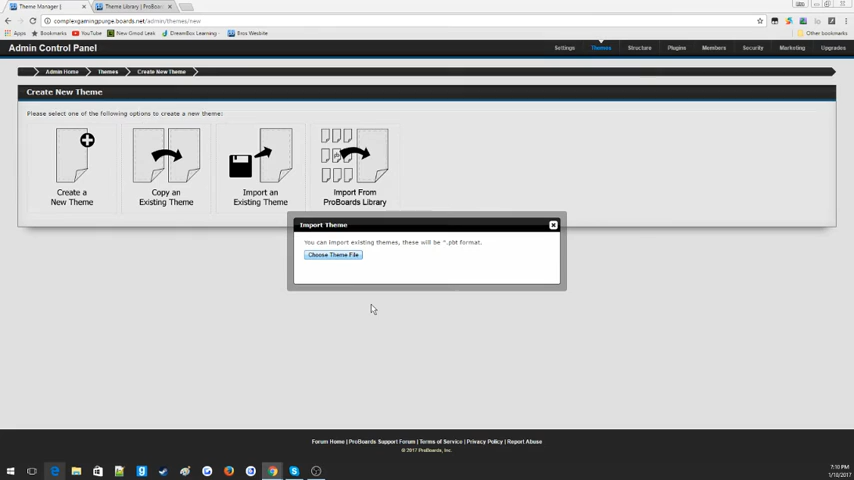 Theme Manager |
Theme Library | ProBoards
complexgamingpurge.boards.net/admin/themes/new
Apps
Bookmarks
YouTube
New Gmod Leak
DreamBox Learning
Eros Website
Other bookmarks
Admin Control Panel
Settings
Themes
Structure
Plugins
Members
Security
Marketing
Upgrades
Admin Home
Themes
Create New Theme
Create New Theme
Please select one of the following options to create a new theme:
Create a
New Theme
Copy an
Existing Theme
Import an
Existing Theme
Import From
ProBoards Library
Import Theme
You can import existing themes, these will be *.pbt format.
Choose Theme File
Forum Home | ProBoards Support Forum | Terms of Service | Privacy Policy | Report Abuse
© 2017 ProBoards, Inc.
7:10 PM
1/10/2017